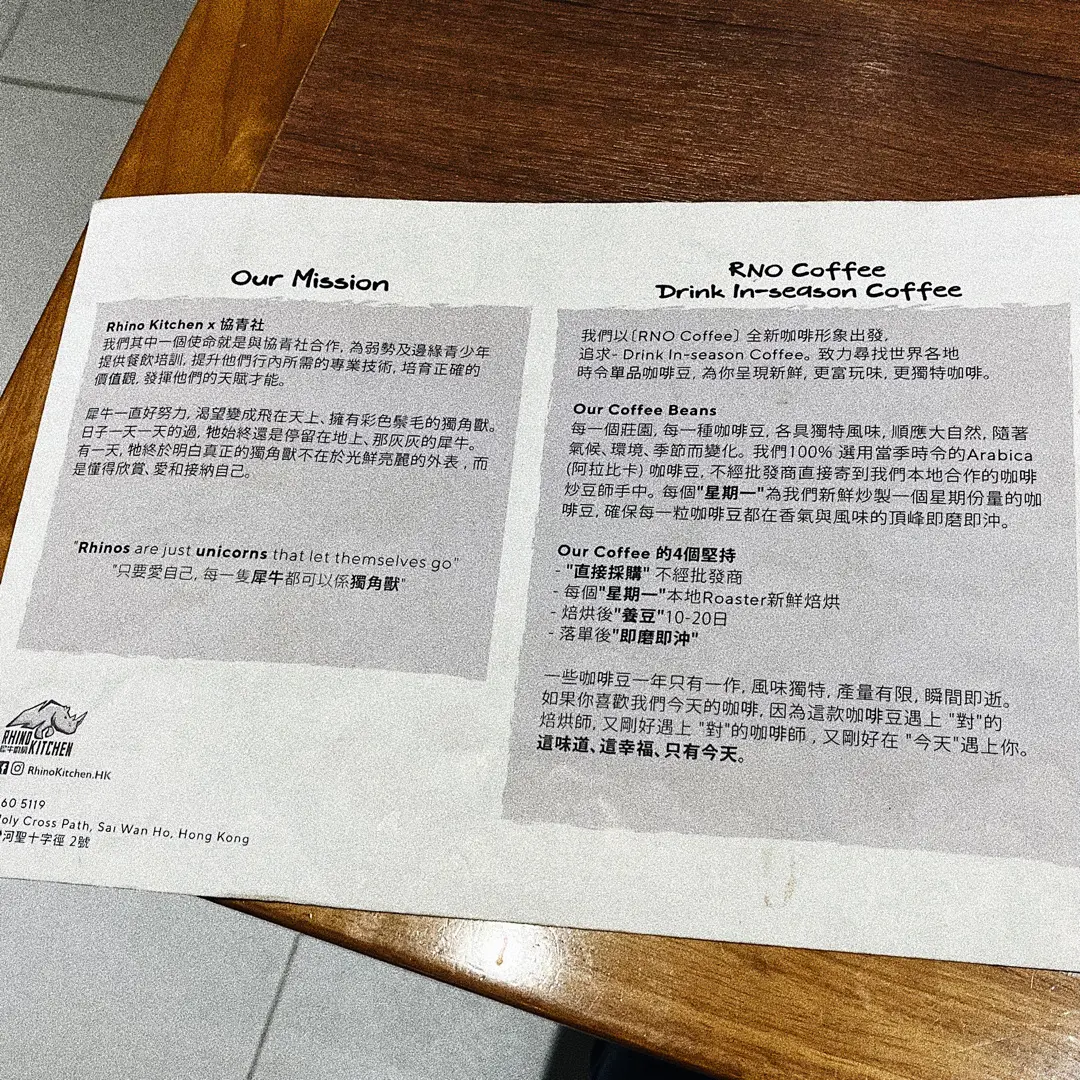 Our Mission
Rhino Kitchen x 協青社
我們其中一個使命就是與協青社合作, 為弱勢及邊緣青少年
提供餐飲培訓, 提升他們行內所需的專業技術, 培育正確的
價值觀, 發揮他們的天賦才能。
犀牛一直好努力, 渴望變成飛在天上、擁有彩色鬃毛的獨角獸。
日子一天一天的過, 牠始終還是停留在地上、那灰灰的犀牛。
有一天, 牠終於明白真正的獨角獸不在於光鮮亮麗的外表 , 而
是懂得欣賞、愛和接納自己。
"Rhinos are just unicorns that let themselves go"
"只要愛自己, 每一隻犀牛都可以係獨角獸"
RHINO
犀牛廚房 KITCHEN
RhinoKitchen.HK
60 5119
Cross Path, Sai Wan Ho, Hong Kong
河聖十字徑 2號
RNO Coffee
Drink In-season Coffee
我們以〔RNO Coffee〕全新咖啡形象出發,
追求- Drink In-season Coffee。致力尋找世界各地
時令單品咖啡豆, 為你呈現新鮮, 更富玩味, 更獨特咖啡。
Our Coffee Beans
每一個莊園, 每一種咖啡豆, 各具獨特風味, 順應大自然, 隨著
氣候、環境、季節而變化。我們100% 選用當季時令的Arabica
(阿拉比卡) 咖啡豆, 不經批發商直接寄到我們本地合作的咖啡
炒豆師手中。每個"星期一"為我們新鮮炒製一個星期份量的咖
啡豆, 確保每一粒咖啡豆都在香氣與風味的頂峰即磨即沖。
Our Coffee 的4個堅持
- "直接採購" 不經批發商
- 每個"星期一"本地Roaster新鮮焙烘
- 焙烘後"養豆"10-20日
- 落單後"即磨即沖"
一些咖啡豆一年只有一作, 風味獨特, 產量有限, 瞬間即逝。
如果你喜歡我們今天的咖啡, 因為這款咖啡豆遇上 "對"的
焙烘師, 又剛好遇上 "對"的咖啡師 , 又剛好在 "今天"遇上你。
這味道、這幸福、只有今天。